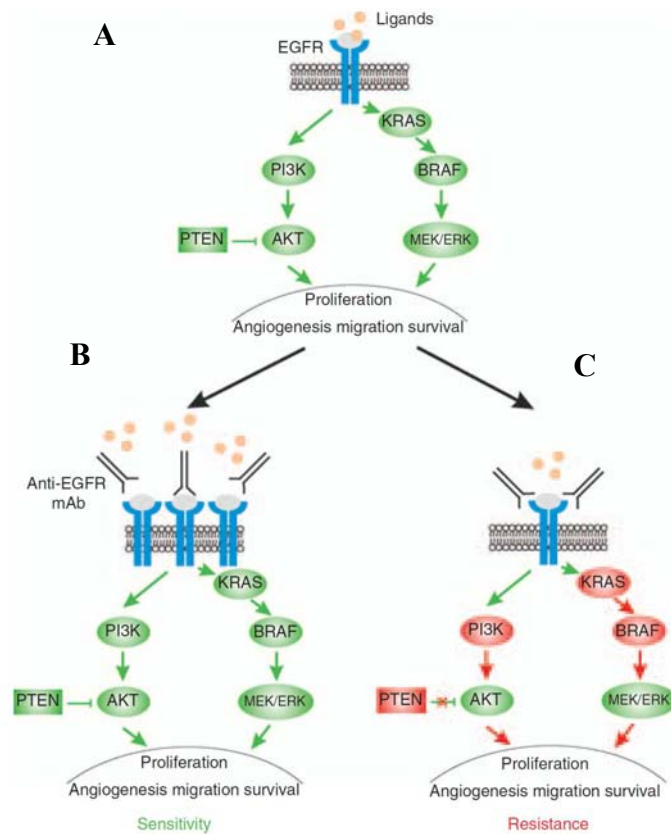 A
Ligands
EGFR
KRAS
PI3K
BRAF
PTEN
AKT
MEK/ERK
Proliferation
Angiogenesis migration survival
B
Anti-EGFR
mAb
KRAS
PI3K
BRAF
PTEN
AKT
MEK/ERK
Proliferation
Angiogenesis migration survival
Sensitivity
C
KRAS
PI3K
BRAF
PTEN
AKT
MEK/ERK
Proliferation
Angiogenesis migration survival
Resistance